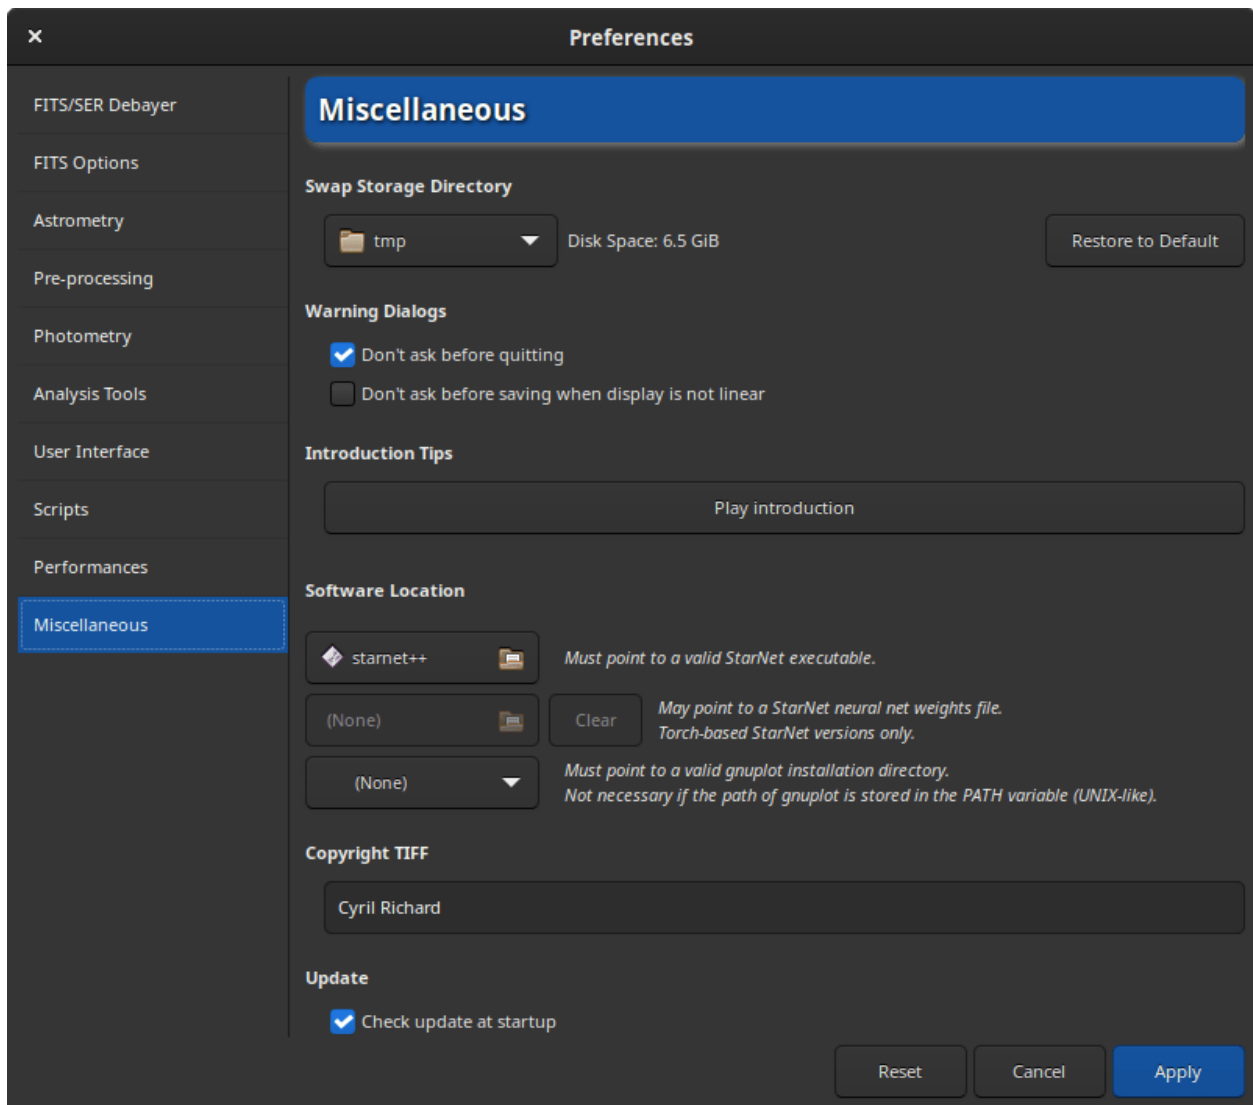 Preferences
FITS/SER Debayer
FITS Options
Astrometry
Pre-processing
Photometry
Analysis Tools
User Interface
Scripts
Performances
Miscellaneous
Miscellaneous
Swap Storage Directory
tmp
Disk Space: 6.5 GiB
Restore to Default
Warning Dialogs
Don't ask before quitting
Don't ask before saving when display is not linear
Introduction Tips
Play introduction
Software Location
starnet++
Must point to a valid StarNet executable.
(None)
Clear
May point to a StarNet neural net weights file.
Torch-based StarNet versions only.
(None)
Must point to a valid gnuplot installation directory.
Not necessary if the path of gnuplot is stored in the PATH variable (UNIX-like).
Copyright TIFF
Cyril Richard
Update
Check update at startup
Reset
Cancel
Apply